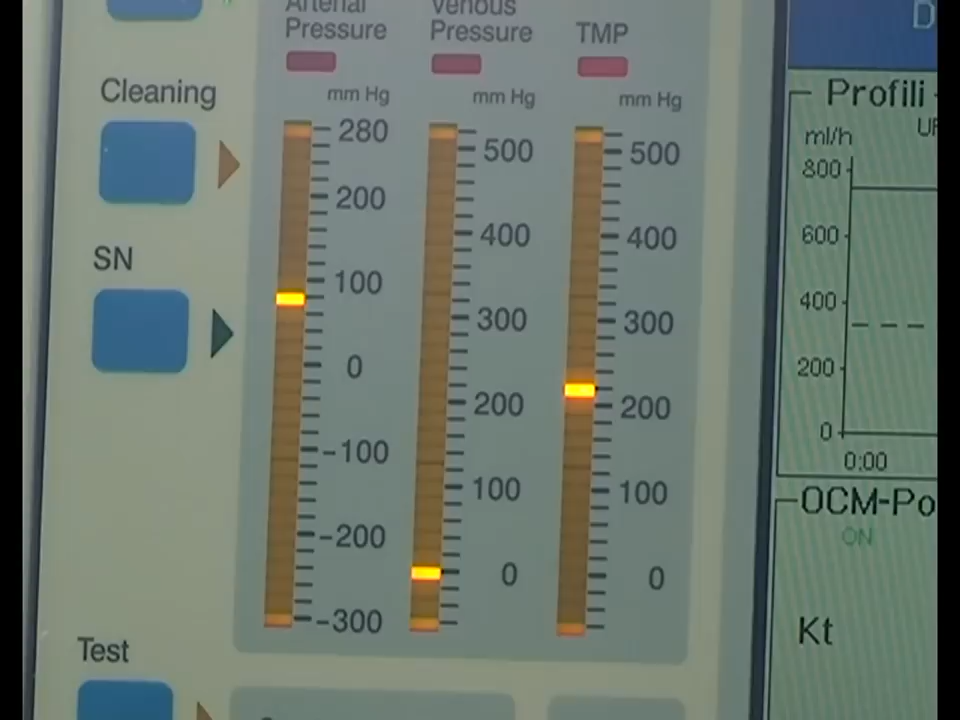 Arterial
Pressure
Venous
Pressure
TMP
mm Hg
mm Hg
mm Hg
280
200
100
0
-100
-200
-300
500
400
300
200
100
0
500
400
300
200
100
0
Cleaning
SN
Test
Profili
ml/h
800
600
400
200
0
0:00
OCM-Po
ON
Kt